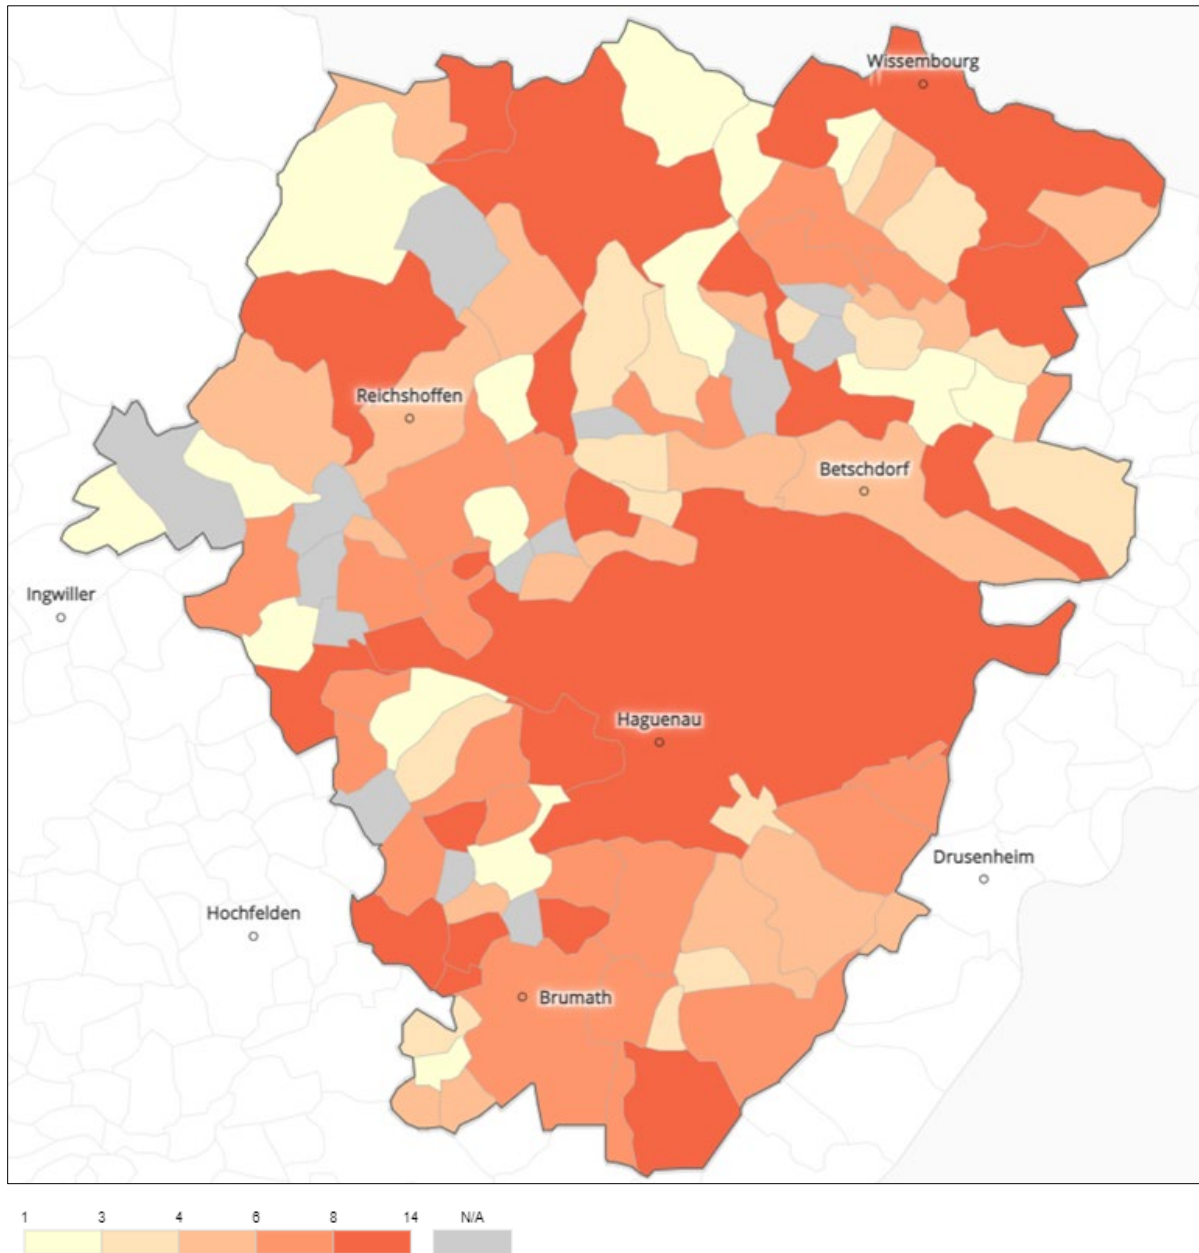 Wissembourg
Reichshoffen
Betschdorf
Ingwiller
Haguenau
Drusenheim
Hochfelden
Brumath
1 3 4 6 8 14 N/A